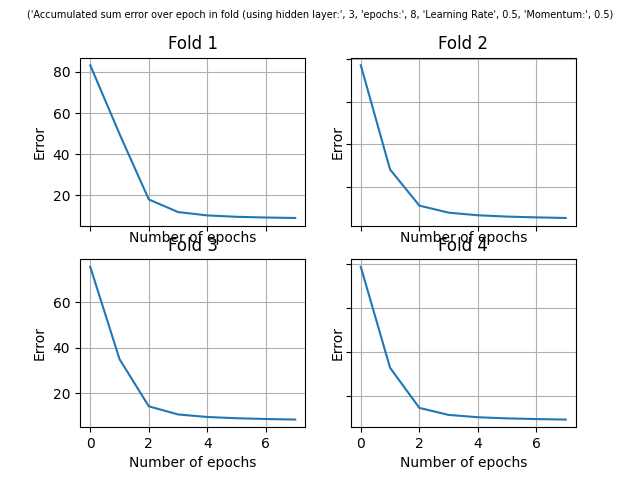 ('Accumulated sum error over epoch in fold (using hidden layer:', 3, 'epochs:', 8, 'Learning Rate', 0.5, 'Momentum:', 0.5)
Fold 1
Fold 2
80
60
40
20
Error
Error
Number of epochs
Number of epochs
Fold 3
Fold 4
60
40
20
Error
Error
0 2 4 6
0 2 4 6
Number of epochs
Number of epochs